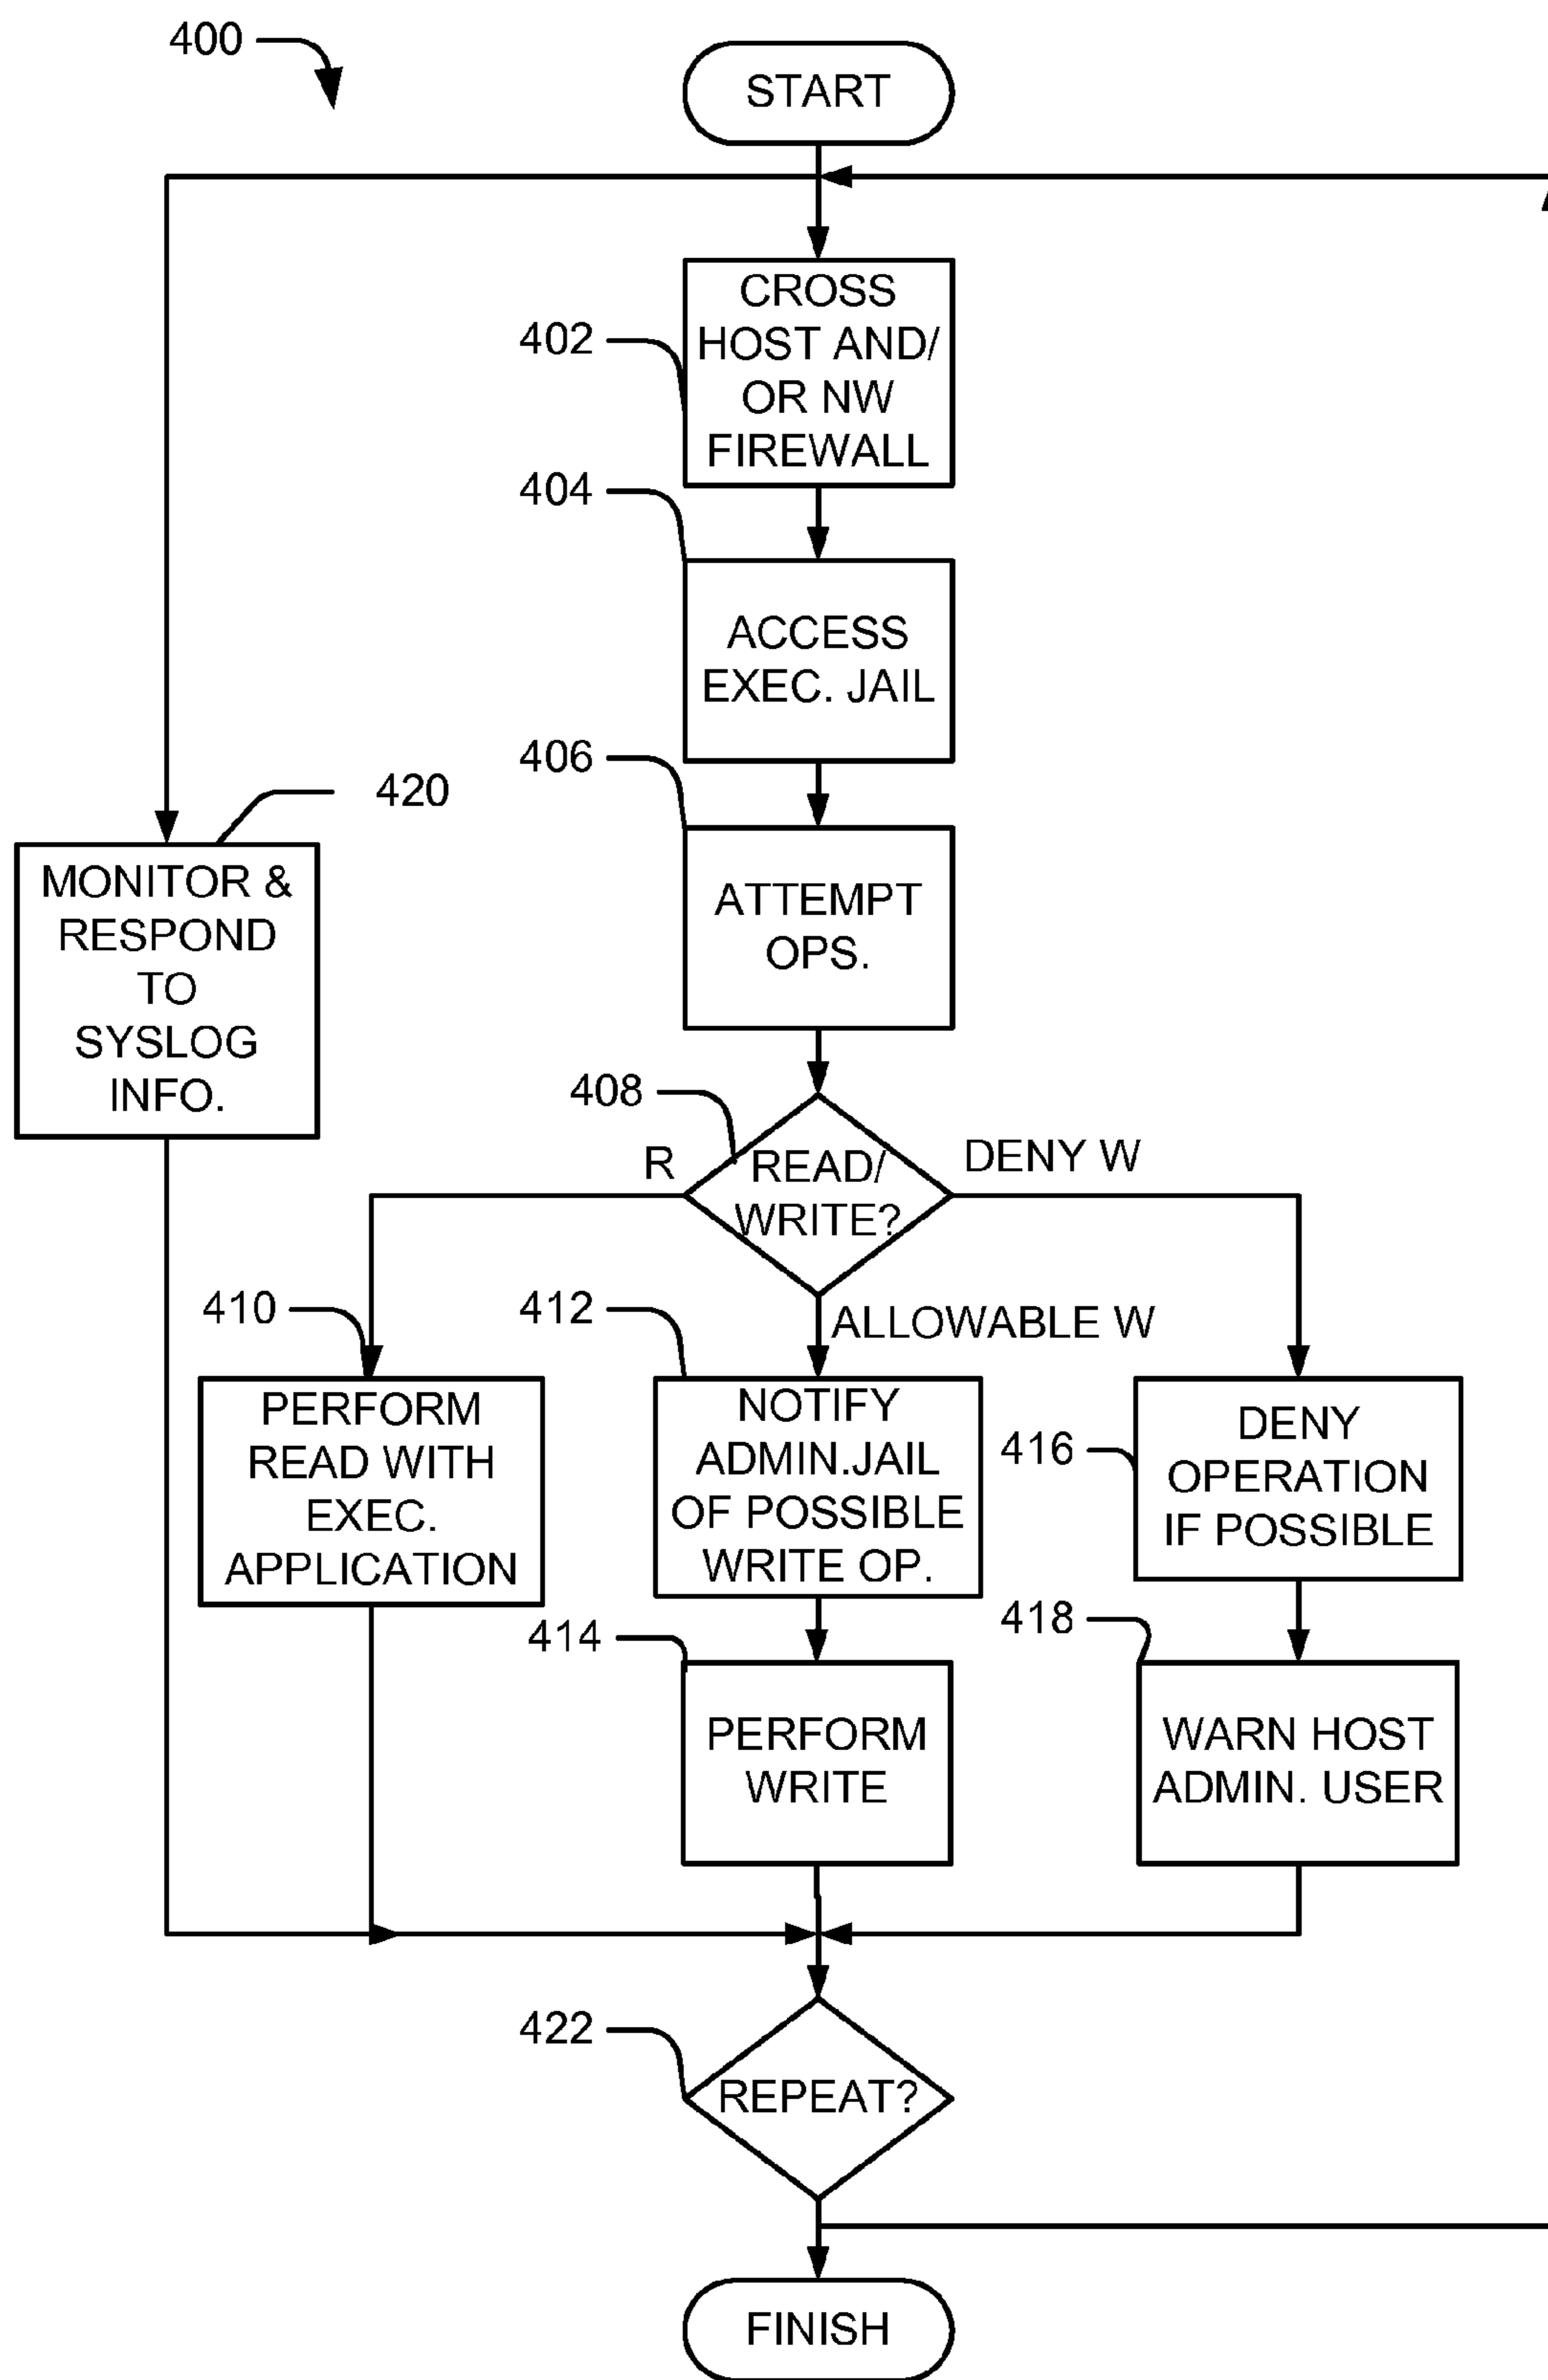 400
START
402
CROSS
HOST AND/
OR NW
FIREWALL
404
ACCESS
EXEC. JAIL
406
ATTEMPT
OPS.
420
MONITOR &
RESPOND
TO
SYSLOG
INFO.
408
R
READ/
WRITE?
DENY W
ALLOWABLE W
410
PERFORM
READ WITH
EXEC.
APPLICATION
412
NOTIFY
ADMIN.JAIL
OF POSSIBLE
WRITE OP.
416
DENY
OPERATION
IF POSSIBLE
414
PERFORM
WRITE
418
WARN HOST
ADMIN. USER
422
REPEAT?
FINISH